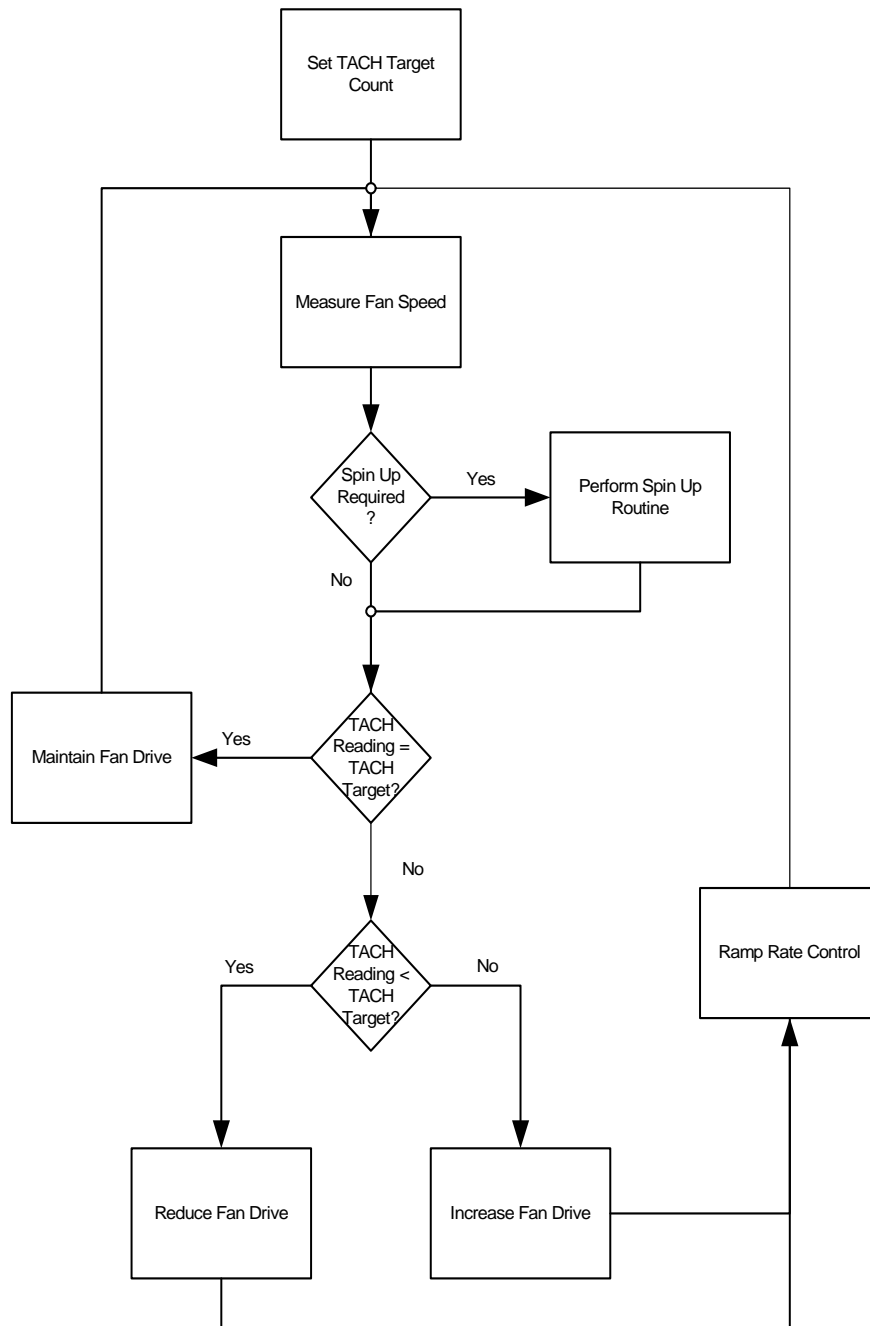 Set TACH Target
Count
Measure Fan Speed
Spin Up
Required
?
Yes
Perform Spin Up
Routine
No
TACH
Reading =
TACH
Target?
Yes
Maintain Fan Drive
No
TACH
Reading <
TACH
Target?
Yes
No
Ramp Rate Control
Reduce Fan Drive
Increase Fan Drive